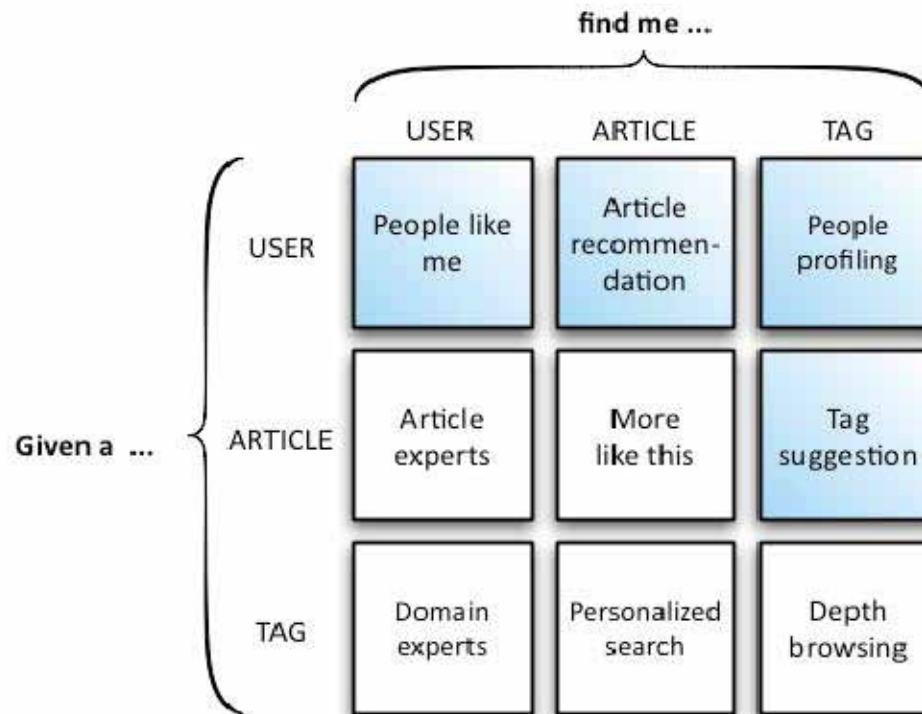 find me ...
USER ARTICLE TAG
USER
People like
me
Article
recommen-
dation
People
profiling
Given a ...
ARTICLE
Article
experts
More
like this
Tag
suggestion
TAG
Domain
experts
Personalized
search
Depth
browsing